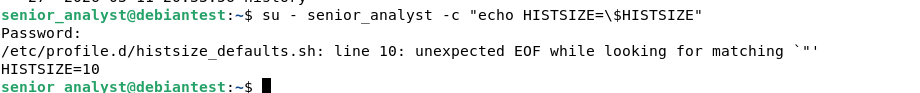 senior_analyst@debiantest:~$ su - senior_analyst -c "echo HISTSIZE=\$HISTSIZE"
Password:
/etc/profile.d/histsize_defaults.sh: line 10: unexpected EOF while looking for matching `"'
HISTSIZE=10
senior_analyst@debiantest:~$